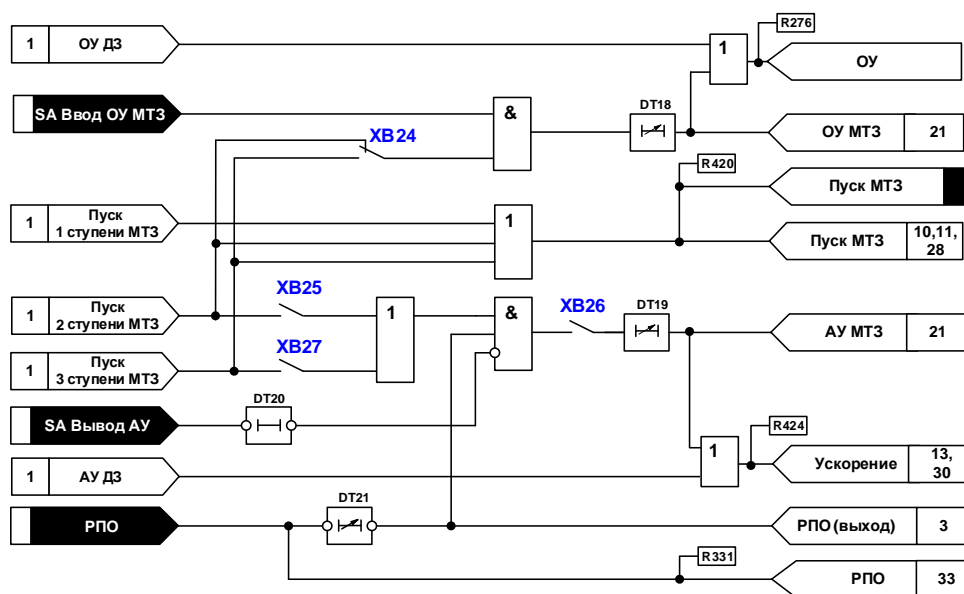 R276
1 ОУ ДЗ
1
ОУ
SA Ввод ОУ МТЗ
&
DT18
XB24
ОУ МТЗ 21
R420
Пуск МТЗ
1 Пуск
1 ступени МТЗ
1
Пуск МТЗ 10,11,
28
XB25
XB26
DT19
1 Пуск
2 ступени МТЗ
1
&
АУ МТЗ 21
XB27
1 Пуск
3 ступени МТЗ
DT20
SA Вывод АУ
R424
1 АУ ДЗ
1
Ускорение 13,
30
DT21
РПО
РПО (выход) 3
R331
РПО 33